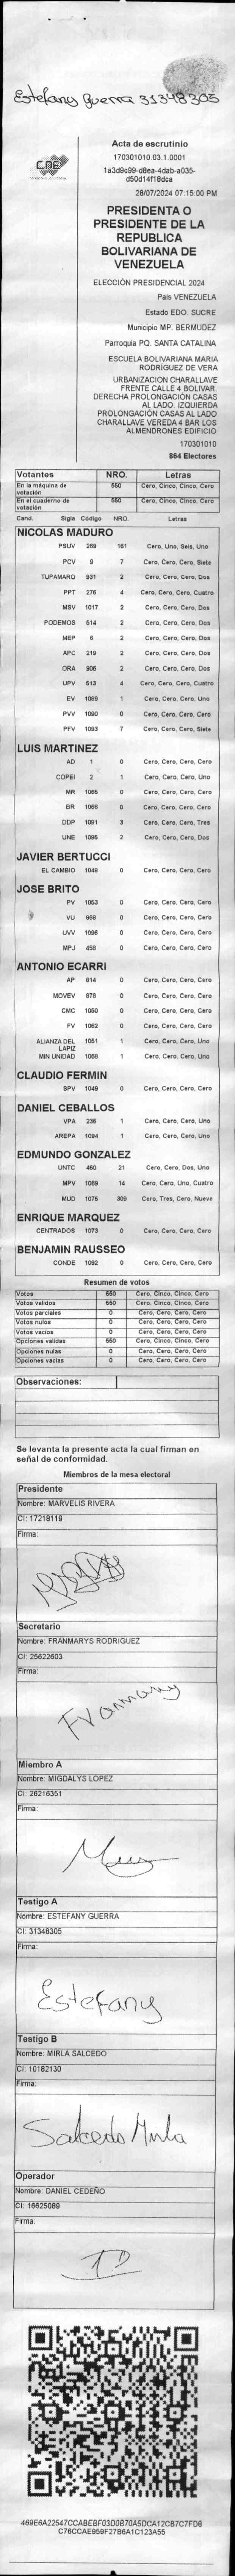 Estefany Guerra 31348305
CNE
Acta de escrutinio
170301010.03.1.0001
1a3d9c99-d8ea-4dab-a035-
d50d14f18dca
28/07/2024 07:15:00 PM
PRESIDENTA O
PRESIDENTE DE LA
REPUBLICA
BOLIVARIANA DE
VENEZUELA
ELECCIÓN PRESIDENCIAL 2024
Pais VENEZUELA
Estado EDO. SUCRE
Municipio MP. BERMUDEZ
Parroquia PQ. SANTA CATALINA
ESCUELA BOLIVARIANA MARIA
RODRÍGUEZ DE VERA
URBANIZACION CHARALLAVE
FRENTE CALLE 4 BOLIVAR.
DERECHA PROLONGACIÓN CASAS
AL LADO. IZQUIERDA
PROLONGACIÓN CASAS AL LADO
CHARALLAVE VEREDA 4 BAR LOS
ALMENDRONES EDIFICIO
170301010
864 Electores
Votantes NRO. Letras
En la máquina de votación 550 Cero, Cinco, Cinco, Cero
En el cuaderno de votación 550 Cero, Cinco, Cinco, Cero
Cand. Sigla Código NRO. Letras
NICOLAS MADURO
PSUV 269 161 Cero, Uno, Seis, Uno
PCV 9 7 Cero, Cero, Cero, Siete
TUPAMARO 931 2 Cero, Cero, Cero, Dos
PPT 276 4 Cero, Cero, Cero, Cuatro
MSV 1017 2 Cero, Cero, Cero, Dos
PODEMOS 514 2 Cero, Cero, Cero, Dos
MEP 6 2 Cero, Cero, Cero, Dos
APC 219 2 Cero, Cero, Cero, Dos
ORA 906 2 Cero, Cero, Cero, Dos
UPV 513 4 Cero, Cero, Cero, Cuatro
EV 1089 1 Cero, Cero, Cero, Uno
PVV 1090 0 Cero, Cero, Cero, Cero
PFV 1093 7 Cero, Cero, Cero, Siete
LUIS MARTINEZ
AD 1 0 Cero, Cero, Cero, Cero
COPEI 2 1 Cero, Cero, Cero, Uno
MR 1065 0 Cero, Cero, Cero, Cero
BR 1066 0 Cero, Cero, Cero, Cero
DDP 1091 3 Cero, Cero, Cero, Tres
UNE 1095 2 Cero, Cero, Cero, Dos
JAVIER BERTUCCI
EL CAMBIO 1048 0 Cero, Cero, Cero, Cero
JOSE BRITO
PV 1053 0 Cero, Cero, Cero, Cero
VU 968 0 Cero, Cero, Cero, Cero
UVV 1096 0 Cero, Cero, Cero, Cero
MPJ 458 0 Cero, Cero, Cero, Cero
ANTONIO ECARRI
AP 814 0 Cero, Cero, Cero, Cero
MOVEV 878 0 Cero, Cero, Cero, Cero
CMC 1050 0 Cero, Cero, Cero, Cero
FV 1062 0 Cero, Cero, Cero, Cero
ALIANZA DEL LAPIZ 1051 1 Cero, Cero, Cero, Uno
MIN UNIDAD 1068 1 Cero, Cero, Cero, Uno
CLAUDIO FERMIN
SPV 1049 0 Cero, Cero, Cero, Cero
DANIEL CEBALLOS
VPA 236 1 Cero, Cero, Cero, Uno
AREPA 1094 1 Cero, Cero, Cero, Uno
EDMUNDO GONZALEZ
UNTC 460 21 Cero, Cero, Dos, Uno
MPV 1069 14 Cero, Cero, Uno, Cuatro
MUD 1075 309 Cero, Tres, Cero, Nueve
ENRIQUE MARQUEZ
CENTRADOS 1073 0 Cero, Cero, Cero, Cero
BENJAMIN RAUSSEO
CONDE 1092 0 Cero, Cero, Cero, Cero
Resumen de votos
Votos 550 Cero, Cinco, Cinco, Cero
Votos validos 550 Cero, Cinco, Cinco, Cero
Votos parciales 0 Cero, Cero, Cero, Cero
Votos nulos 0 Cero, Cero, Cero, Cero
Votos vacios 0 Cero, Cero, Cero, Cero
Opciones validas 550 Cero, Cinco, Cinco, Cero
Opciones nulas 0 Cero, Cero, Cero, Cero
Opciones vacias 0 Cero, Cero, Cero, Cero
Observaciones:
Se levanta la presente acta la cual firman en
señal de conformidad.
Miembros de la mesa electoral
Presidente
Nombre: MARVELIS RIVERA
CI: 17218119
Firma:
Secretario
Nombre: FRANMARYS RODRIGUEZ
CI: 25622603
Firma:
Franmary
Miembro A
Nombre: MIGDALYS LOPEZ
CI: 26216351
Firma:
Testigo A
Nombre: ESTEFANY GUERRA
CI: 31348305
Firma:
Estefany
Testigo B
Nombre: MIRLA SALCEDO
CI: 10182130
Firma:
Salcedo Mirla
Operador
Nombre: DANIEL CEDEÑO
CI: 16625089
Firma:
469E6A22547CCABEBF03D0B70A5DCA12CB7C7FD8
C76CCAE959F27B6A1C123A55